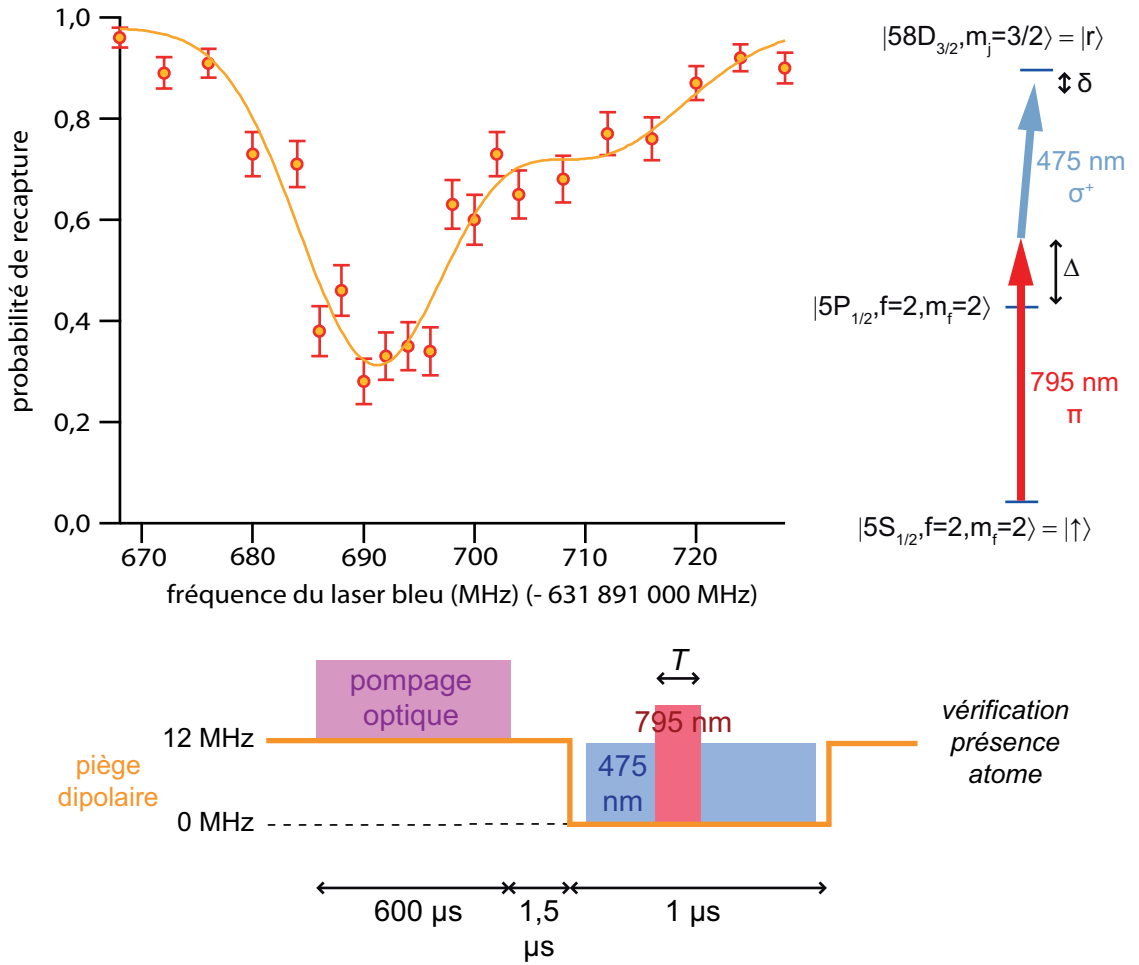 1,0
0,8
0,6
0,4
0,2
0,0
probabilité de recapture
670
680
690
700
710
720
fréquence du laser bleu (MHz) (- 631 891 000 MHz)
|58D3/2,mj=3/2⟩ = |r⟩
δ
475 nm
σ+
Δ
|5P1/2,f=2,mf=2⟩
795 nm
π
|5S1/2,f=2,mf=2⟩ = |↑⟩
pompage
optique
T
795 nm
475
nm
12 MHz
0 MHz
piège
dipolaire
vérification
présence
atome
600 µs
1,5
µs
1 µs